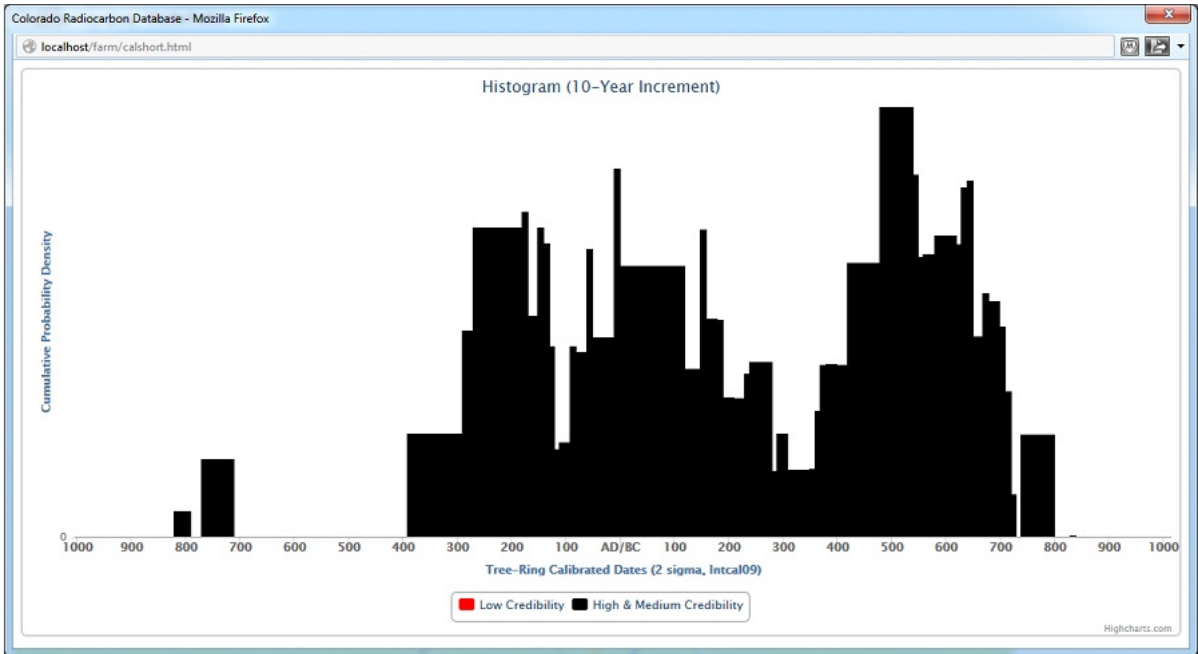 Colorado Radiocarbon Database - Mozilla Firefox
localhost/farm/calshort.html
Histogram (10-Year Increment)
Cumulative Probability Density
0
1000 900 800 700 600 500 400 300 200 100 AD/BC 100 200 300 400 500 600 700 800 900 1000
Tree-Ring Calibrated Dates (2 sigma, Intcal09)
Low Credibility High & Medium Credibility
Highcharts.com